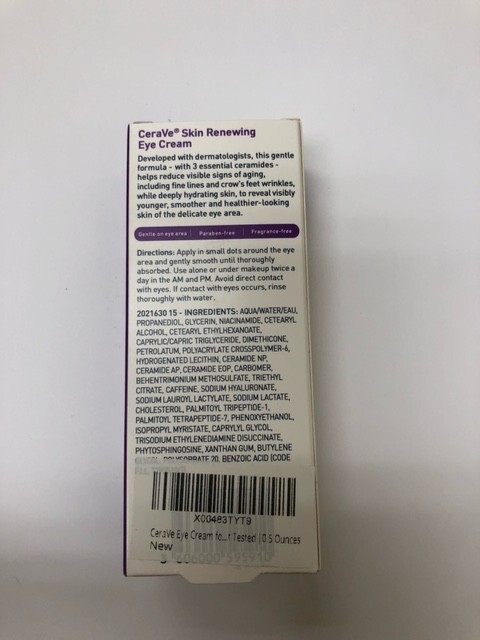 CeraVe® Skin Renewing
Eye Cream
Developed with dermatologists, this gentle
formula - with 3 essential ceramides -
helps reduce visible signs of aging,
including fine lines and crow's feet wrinkles,
while deeply hydrating skin, to reveal visibly
younger, smoother and healthier-looking
skin of the delicate eye area.
Gentle on eye area | Paraben-free | Fragrance-free
Directions: Apply in small dots around the eye
area and gently smooth until thoroughly
absorbed. Use alone or under makeup twice a
day in the AM and PM. Avoid direct contact
with eyes. If contact with eyes occurs, rinse
thoroughly with water.
2021630 15 - INGREDIENTS: AQUA/WATER/EAU,
PROPANEDIOL, GLYCERIN, NIACINAMIDE, CETEARYL
ALCOHOL, CETEARYL ETHYLHEXANOATE,
CAPRYLIC/CAPRIC TRIGLYCERIDE, DIMETHICONE,
PETROLATUM, POLYACRYLATE CROSSPOLYMER-6,
HYDROGENATED LECITHIN, CERAMIDE NP,
CERAMIDE AP, CERAMIDE EOP, CARBOMER,
BEHENTRIMONIUM METHOSULFATE, TRIETHYL
CITRATE, CAFFEINE, SODIUM HYALURONATE,
SODIUM LAUROYL LACTYLATE, SODIUM LACTATE,
CHOLESTEROL, PALMITOYL TRIPEPTIDE-1,
PALMITOYL TETRAPEPTIDE-7, PHENOXYETHANOL,
ISOPROPYL MYRISTATE, CAPRYLYL GLYCOL,
TRISODIUM ETHYLENEDIAMINE DISUCCINATE,
PHYTOSPHINGOSINE, XANTHAN GUM, BUTYLENE
GLYCOL, POLYSORBATE 20, BENZOIC ACID (CODE
X00463TYT9
CeraVe Eye Cream fo...t Tested | 0.5 Ounces
New